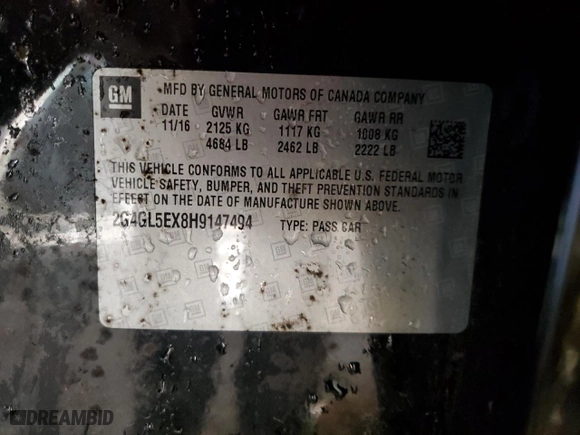 GM
MFD BY GENERAL MOTORS OF CANADA COMPANY
DATE GVWR GAWR FRT GAWR RR
11/16 2125 KG 1117 KG 1008 KG
4684 LB 2462 LB 2222 LB
THIS VEHICLE CONFORMS TO ALL APPLICABLE U.S. FEDERAL MOTOR
VEHICLE SAFETY, BUMPER, AND THEFT PREVENTION STANDARDS IN
EFFECT ON THE DATE OF MANUFACTURE SHOWN ABOVE.
2G4GL5EX8H9147494 TYPE: PASS CAR
DREAMBID